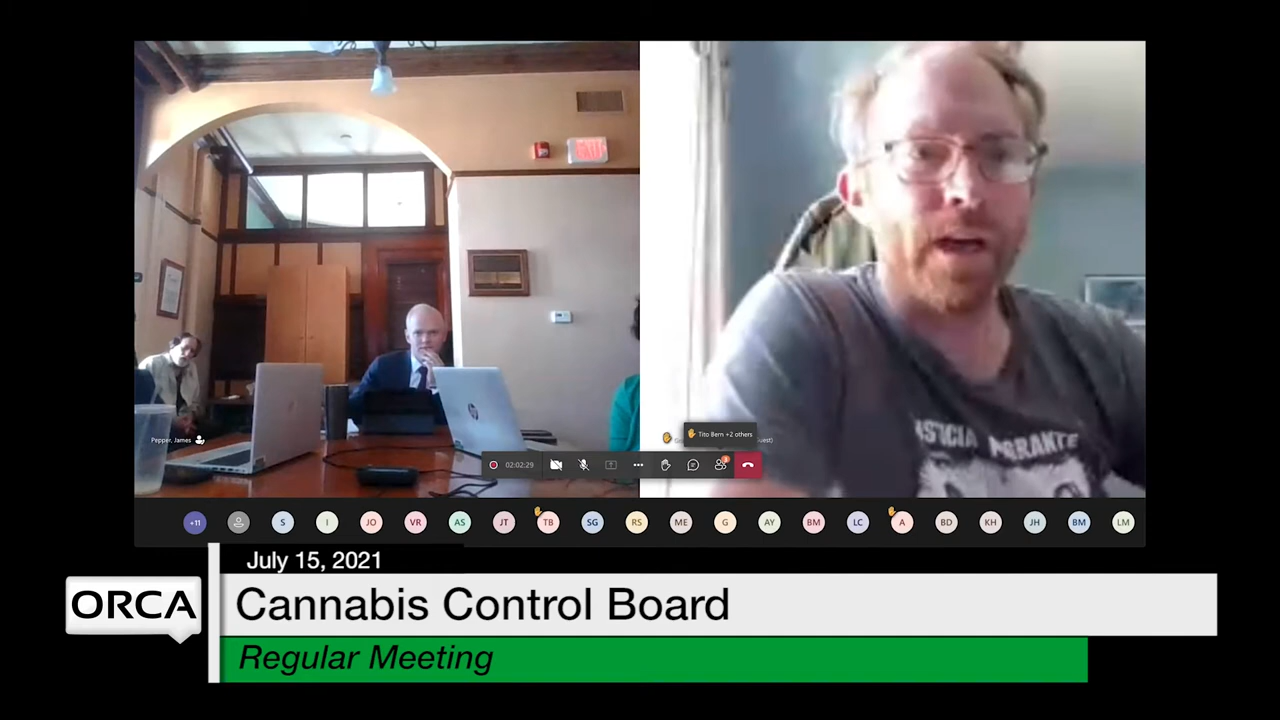 Pepper, James
Tito Bern +2 others
02:02:29
+11
S
I
JO
VR
AS
JT
TB
SG
RS
ME
G
AY
BM
LC
A
BD
KH
JH
BM
LM
July 15, 2021
ORCA
Cannabis Control Board
Regular Meeting